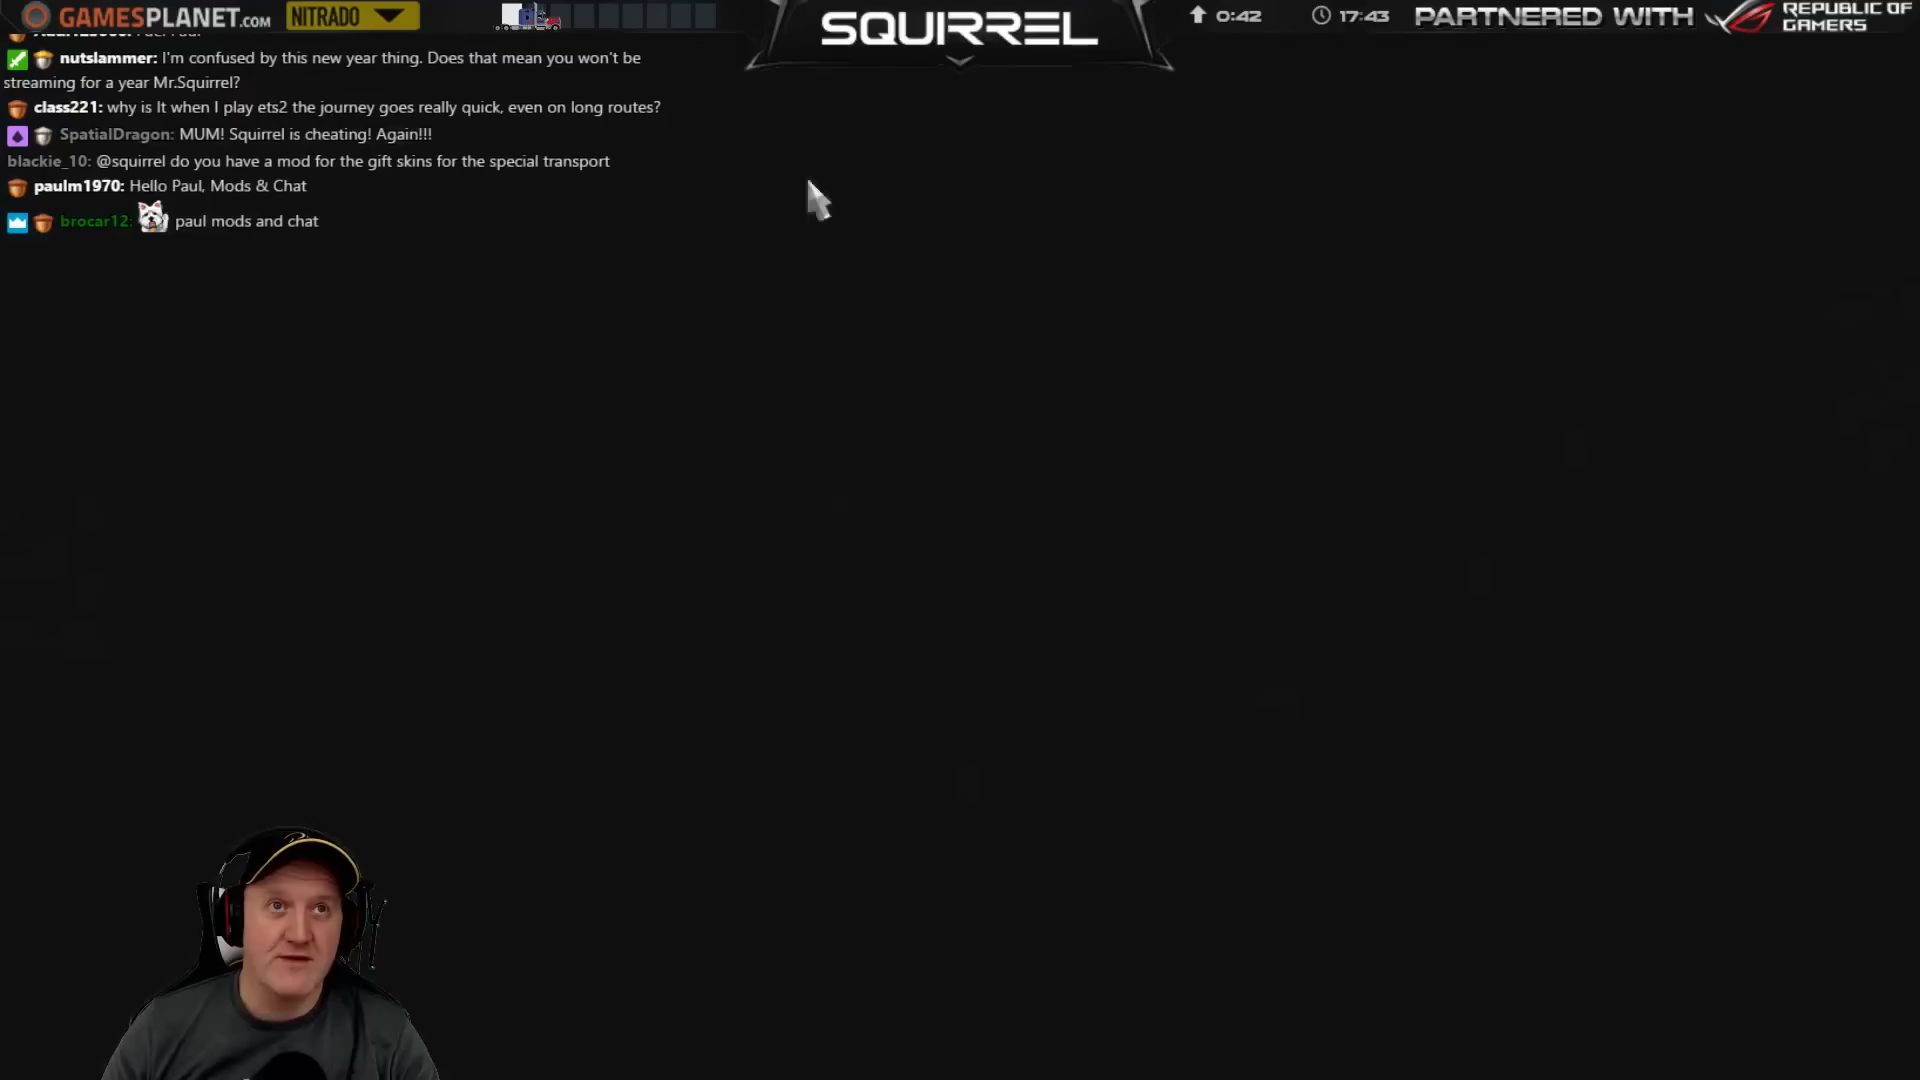 GAMESPLANET.COM NITRADO SQUIRREL 0:42 17:43 PARTNERED WITH REPUBLIC OF GAMERS
nutslammer: I'm confused by this new year thing. Does that mean you won't be
streaming for a year Mr.Squirrel?
class221: why is It when I play ets2 the journey goes really quick, even on long routes?
SpatialDragon: MUM! Squirrel is cheating! Again!!!
blackie_10: @squirrel do you have a mod for the gift skins for the special transport
paulm1970: Hello Paul, Mods & Chat
brocar12: paul mods and chat